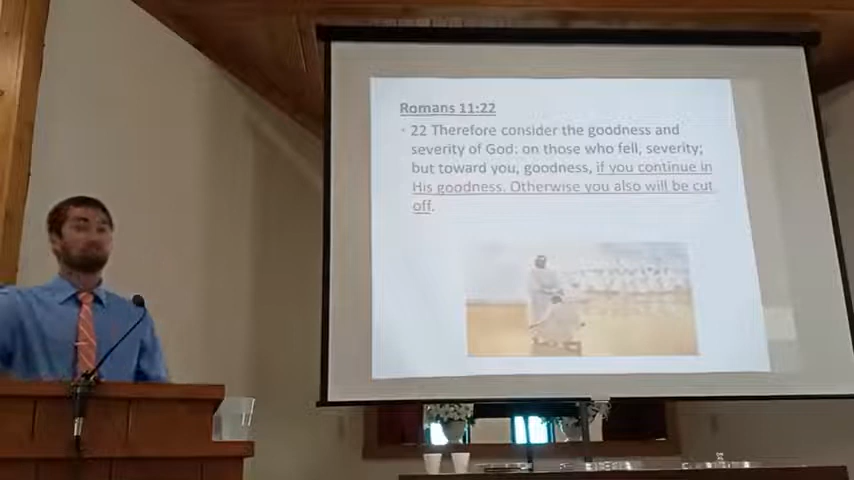 Romans 11:22
• 22 Therefore consider the goodness and
severity of God: on those who fell, severity;
but toward you, goodness, if you continue in
His goodness. Otherwise you also will be cut
off.